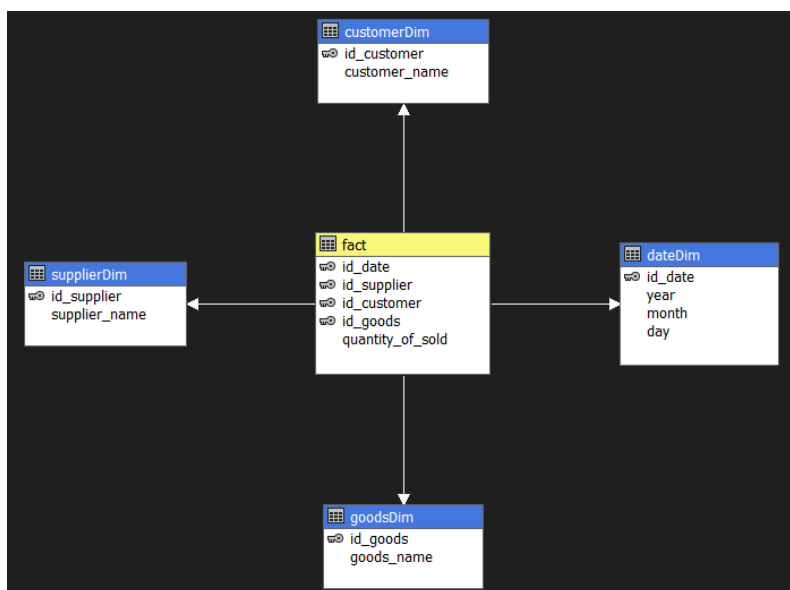 customerDim
id_customer
customer_name
fact
id_date
id_supplier
id_customer
id_goods
quantity_of_sold
supplierDim
id_supplier
supplier_name
dateDim
id_date
year
month
day
goodsDim
id_goods
goods_name